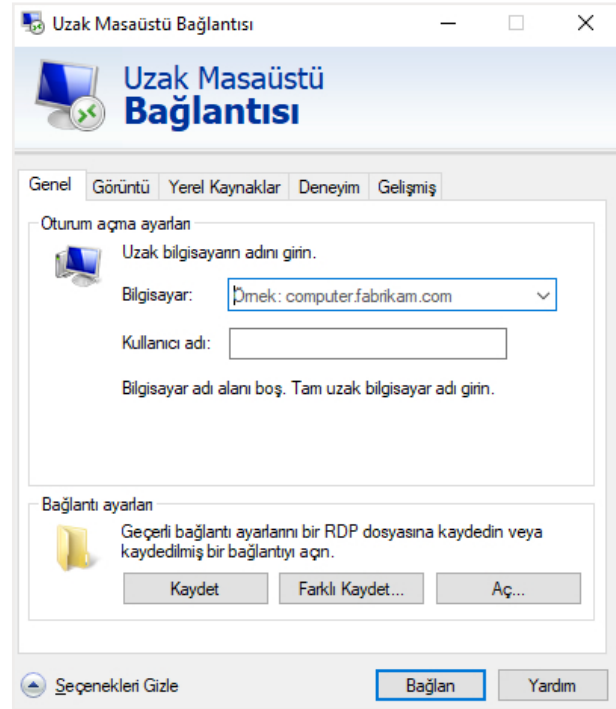 Uzak Masaüstü Bağlantısı
Uzak Masaüstü
Bağlantısı
Genel Görüntü Yerel Kaynaklar Deneyim Gelişmiş
Oturum açma ayarları
Uzak bilgisayarın adını girin.
Bilgisayar: Örnek: computer.fabrikam.com
Kullanıcı adı:
Bilgisayar adı alanı boş. Tam uzak bilgisayar adı girin.
Bağlantı ayarları
Geçerli bağlantı ayarlarını bir RDP dosyasına kaydedin veya
kaydedilmiş bir bağlantıyı açın.
Kaydet Farklı Kaydet... Aç...
Seçenekleri Gizle Bağlan Yardım